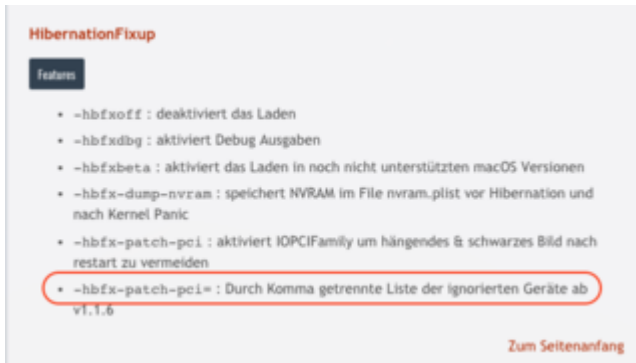 HibernationFixup
Features
• -hbfxoff : deaktiviert das Laden
• -hbfxdbg : aktiviert Debug Ausgaben
• -hbfxbeta : aktiviert das Laden in noch nicht unterstützten macOS Versionen
• -hbfx-dump-nvram : speichert NVRAM im File nvram.plist vor Hibernation und
nach Kernel Panic
• -hbfx-patch-pci : aktiviert IOPCIFamily um hängendes & schwarzes Bild nach
restart zu vermeiden
• -hbfx-patch-pci= : Durch Komma getrennte Liste der ignorierten Geräte ab
v1.1.6
Zum Seitenanfang